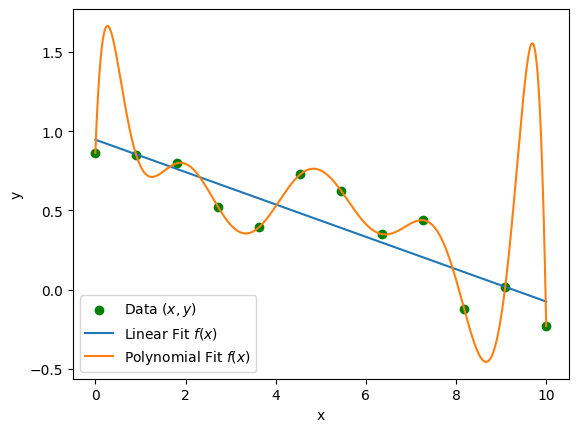 1.5
1.0
0.5
0.0
−0.5
y
Data (x, y)
Linear Fit f(x)
Polynomial Fit f(x)
0 2 4 6 8 10
x